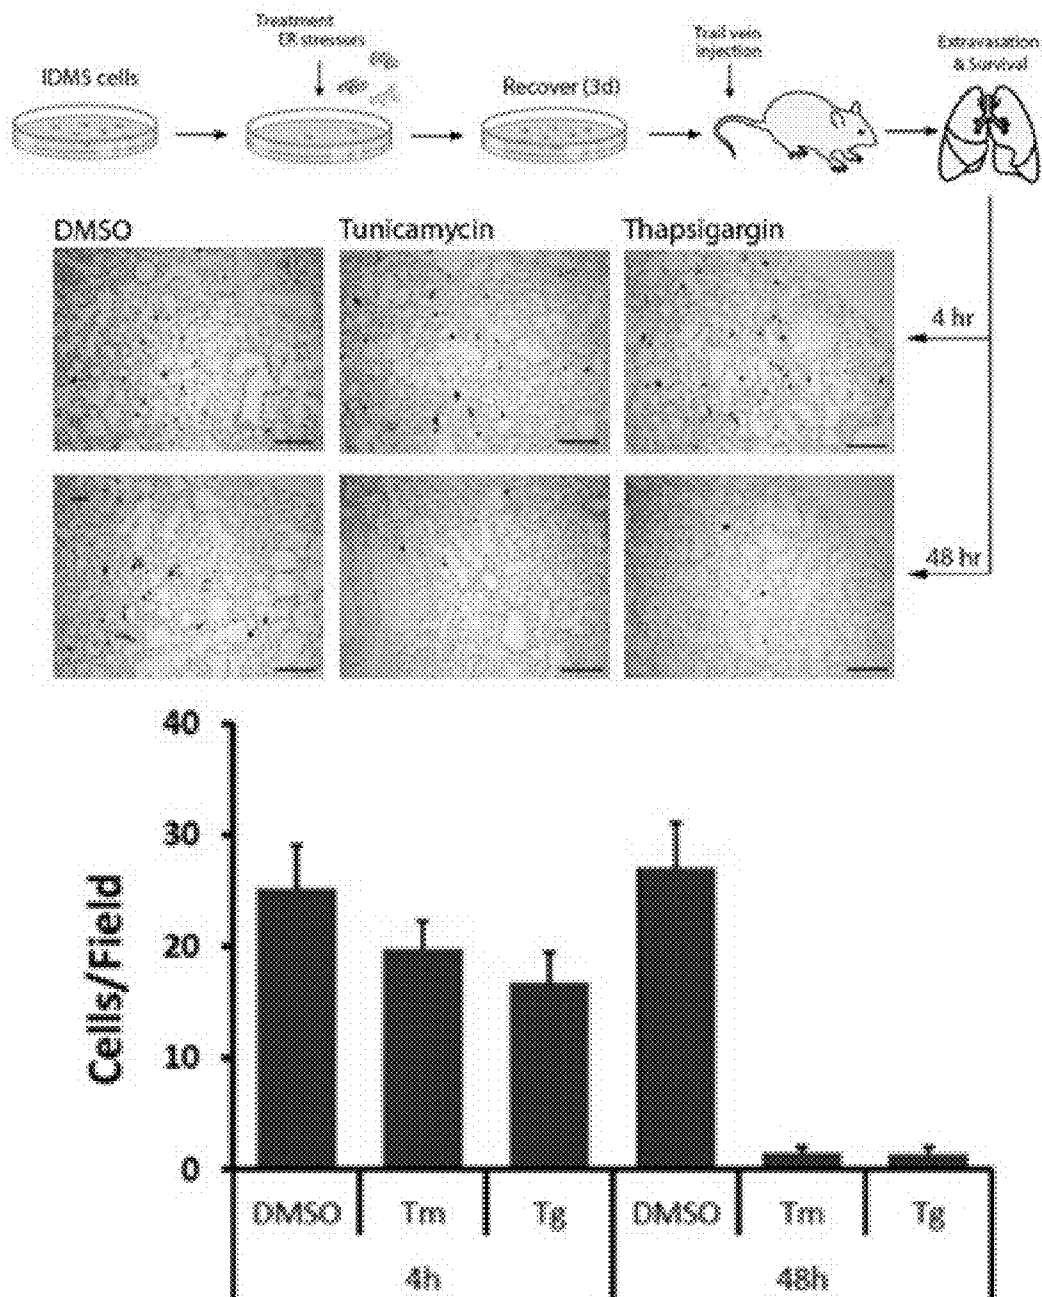 Treatment
ER stresses
IDMS cells
Recover (3d)
Trail vein
injection
Extravasation
& Survival
DMSO
Tunicamycin
Thapsigargin
4 hr
48 hr
40
30
20
10
0
Cells/Field
DMSO
Tm
Tg
DMSO
Tm
Tg
4h
48h